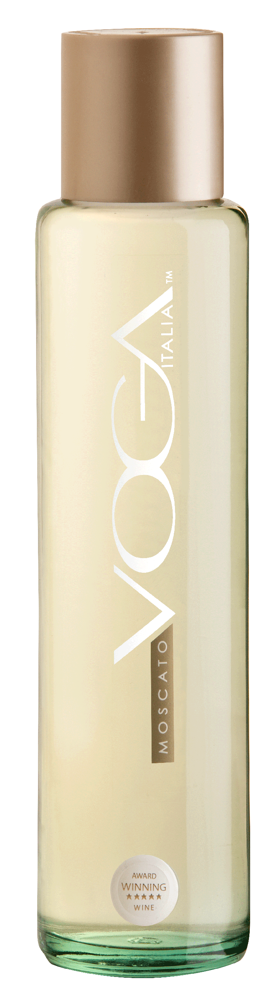 VOGA
ITALIA™
MOSCATO
AWARD
WINNING
★★★★★
WINE